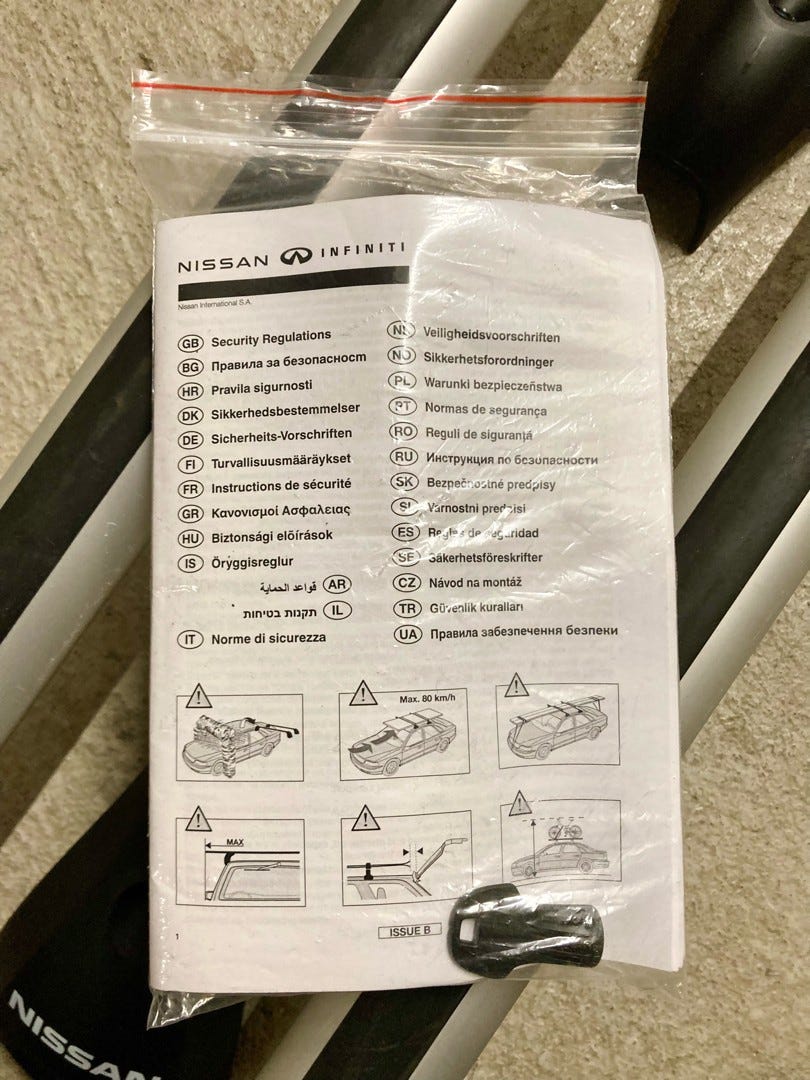 NISSAN INFINITI
Nissan International S.A.
GB Security Regulations
BG Правила за безопасност
HR Pravila sigurnosti
DK Sikkerhedsbestemmelser
DE Sicherheits-Vorschriften
FI Turvallisuusmääräykset
FR Instructions de sécurité
GR Κανονισμοί Ασφαλειας
HU Biztonsági előírások
IS Öryggisreglur
قواعد الحماية AR
תקנות בטיחות IL
IT Norme di sicurezza
NL Veiligheidsvoorschriften
NO Sikkerhetsforordninger
PL Warunki bezpieczeństwa
PT Normas de segurança
RO Reguli de siguranţă
RU Инструкция по безопасности
SK Bezpečnostné predpisy
SI Varnostni predpisi
ES Reglas de seguridad
SE Säkerhetsföreskrifter
CZ Návod na montáž
TR Güvenlik kuralları
UA Правила забезпечення безпеки
Max. 80 km/h
MAX
1
ISSUE B
NISSAN